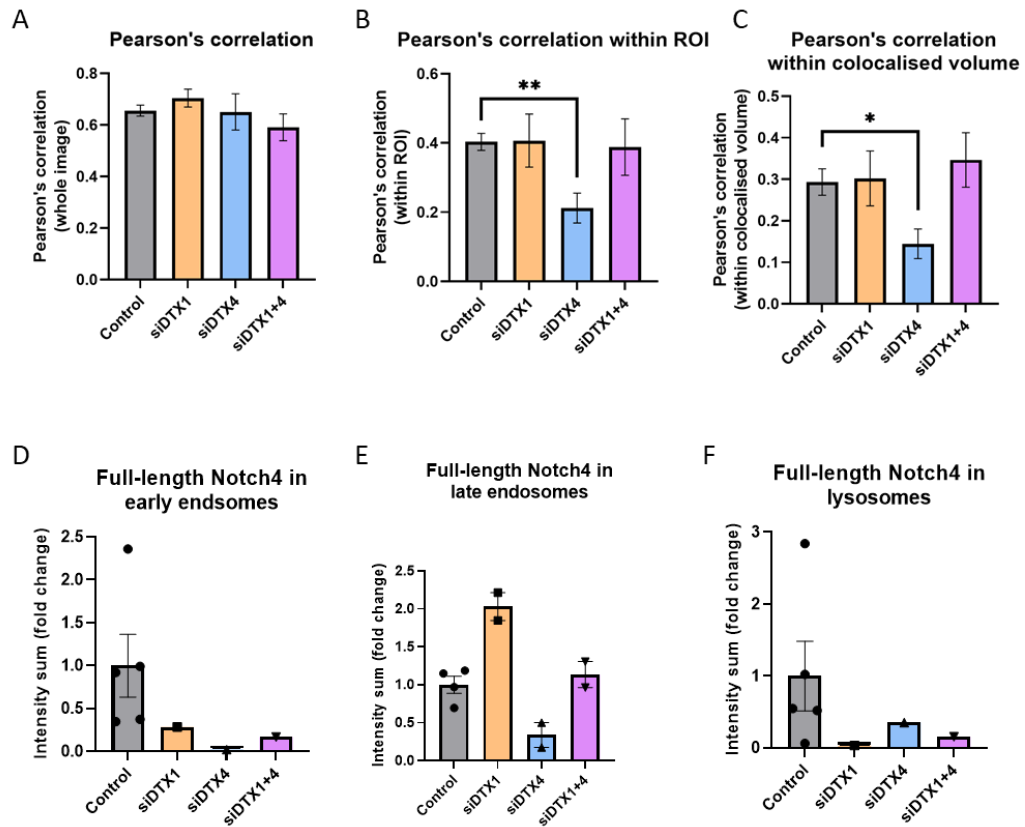 A
Pearson's correlation
Pearson's correlation
(whole image)
0.8
0.6
0.4
0.2
0.0
Control
siDTX1
siDTX4
siDTX1+4
B
Pearson's correlation within ROI
Pearson's correlation
(within ROI)
0.6
0.4
0.2
0.0
**
Control
siDTX1
siDTX4
siDTX1+4
C
Pearson's correlation
within colocalised volume
Pearson's correlation
(within colocalised volume)
0.5
0.4
0.3
0.2
0.1
0.0
*
Control
siDTX1
siDTX4
siDTX1+4
D
Full-length Notch4 in
early endsomes
Intensity sum (fold change)
2.5
2.0
1.5
1.0
0.5
0.0
Control
siDTX1
siDTX4
siDTX1+4
E
Full-length Notch4 in
late endosomes
Intensity sum (fold change)
2.5
2.0
1.5
1.0
0.5
0.0
Control
siDTX1
siDTX4
siDTX1+4
F
Full-length Notch4 in
lysosomes
Intensity sum (fold change)
3
2
1
0
Control
siDTX1
siDTX4
siDTX1+4